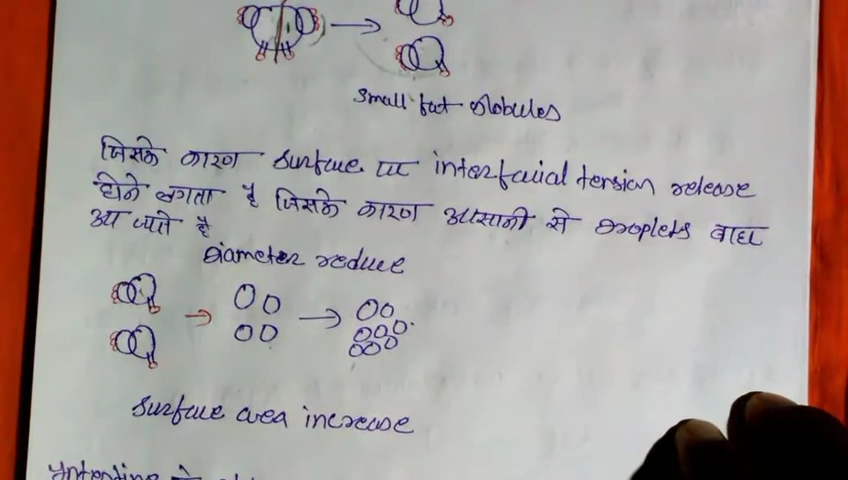 Small fat Globules
जिसके कारण surface पर interfacial tension release
होने लगता है जिसके कारण आसानी से Droplets बाहर
आ जाते है
Diameter reduce
Surface area increase